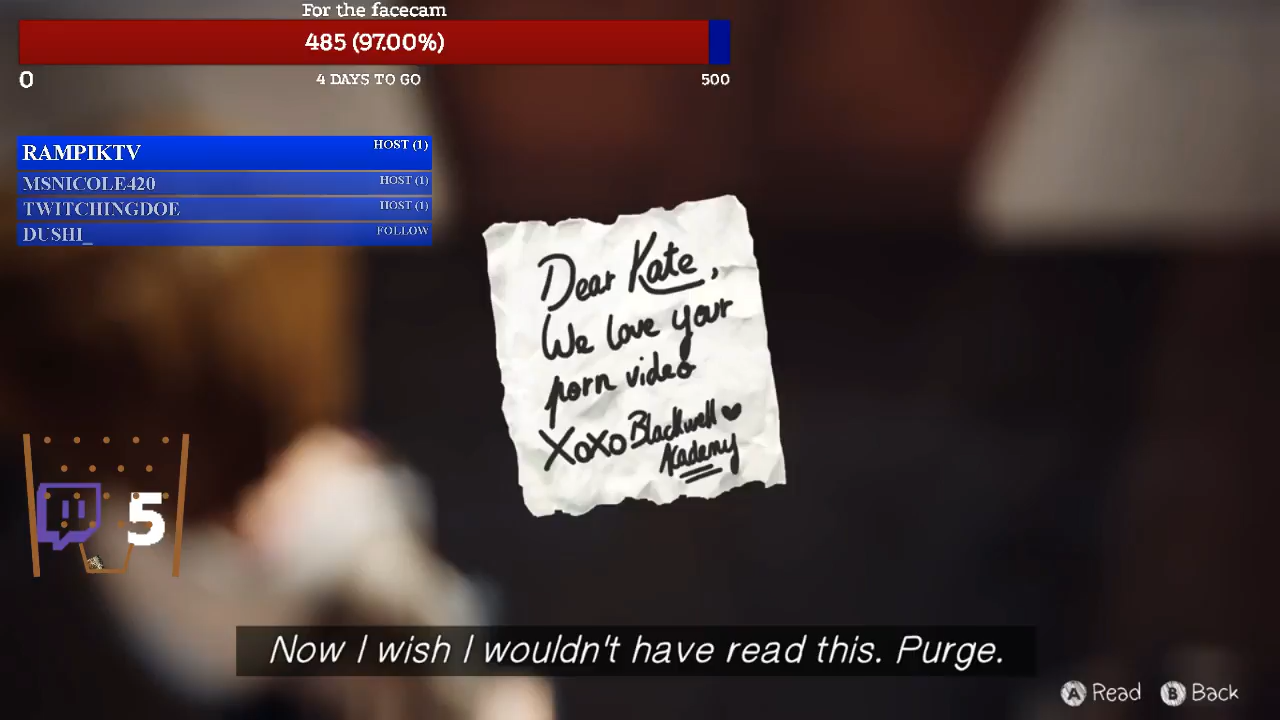 For the facecam
485 (97.00%)
0
4 DAYS TO GO
500
RAMPIKTV HOST (1)
MSNICOLE420 HOST (1)
TWITCHINGDOE HOST (1)
DUSHI_ FOLLOW
Dear Kate,
We love your
porn video
XoXo Blackwell
Academy
5
Now I wish I wouldn't have read this. Purge.
A Read B Back